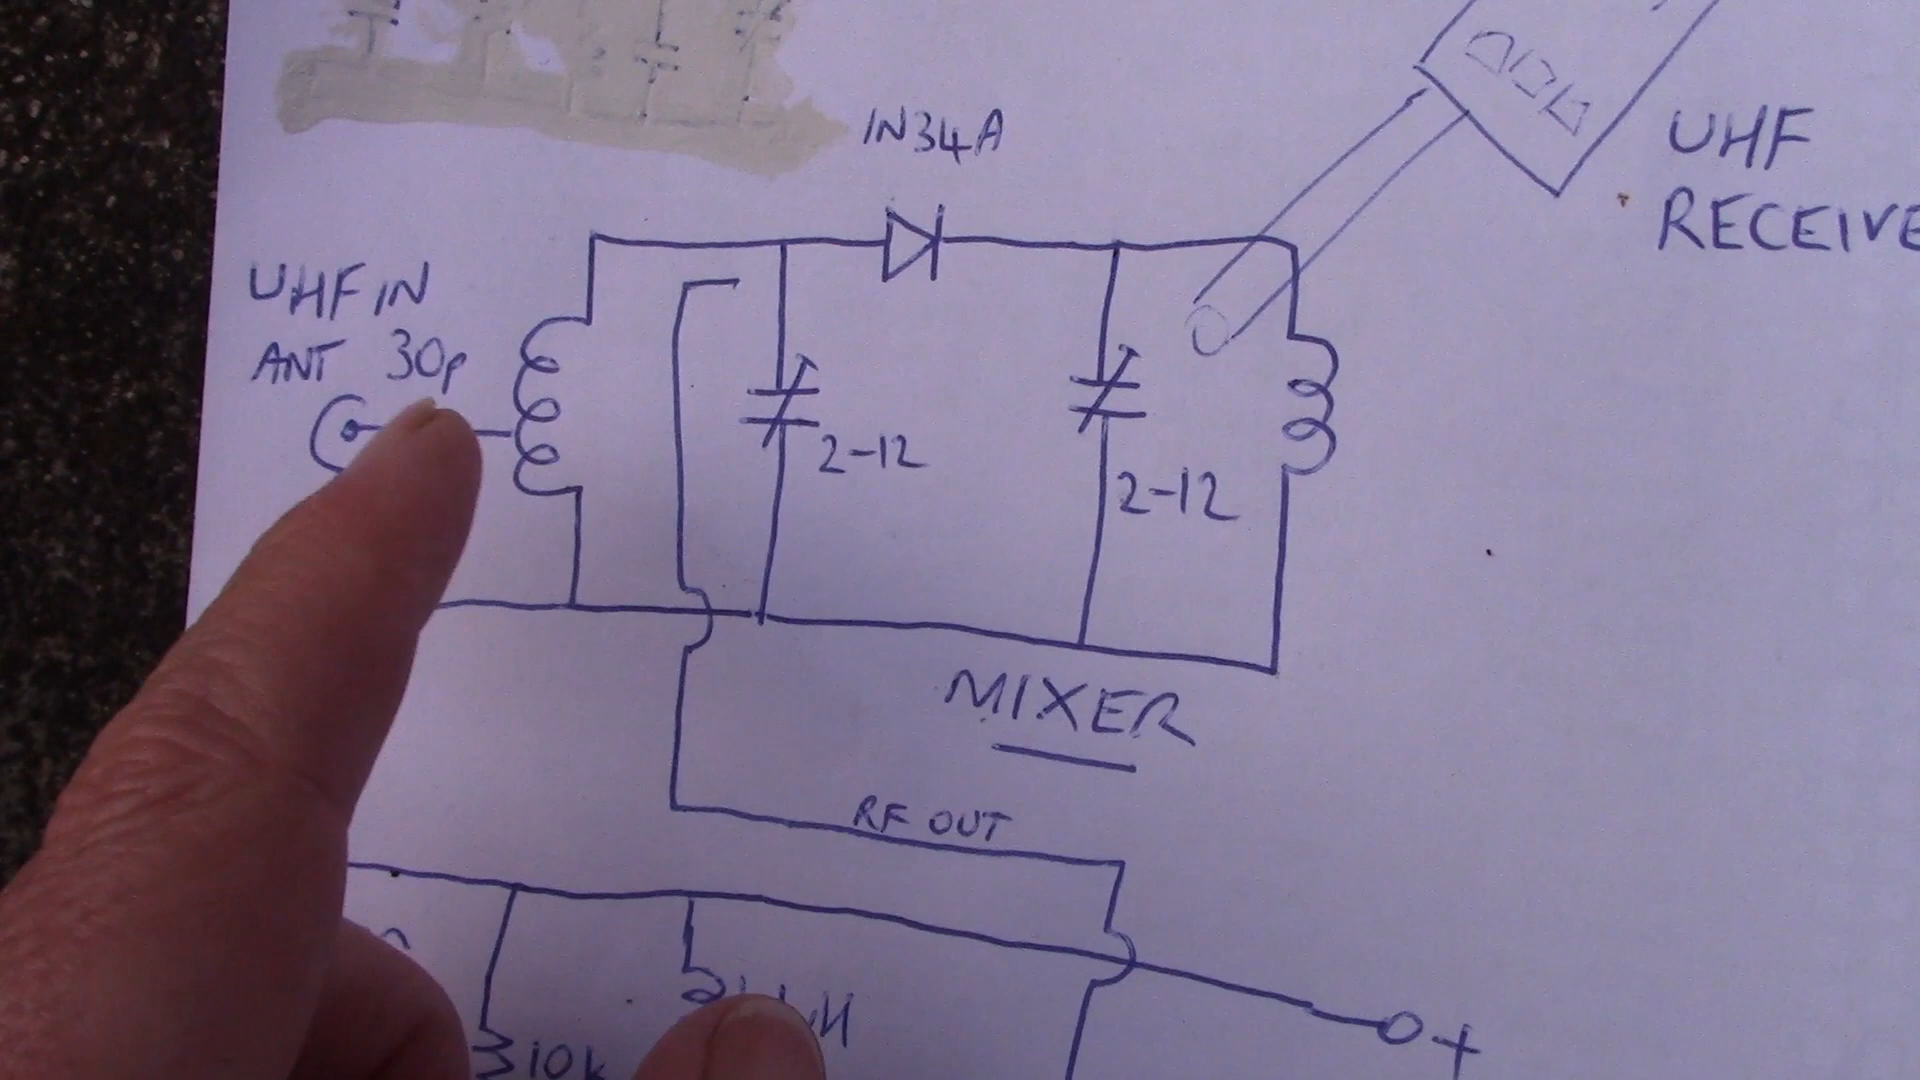 IN34A
UHF
RECEIVE
UHF IN
ANT 30p
2-12
2-12
MIXER
RF OUT
10k
+